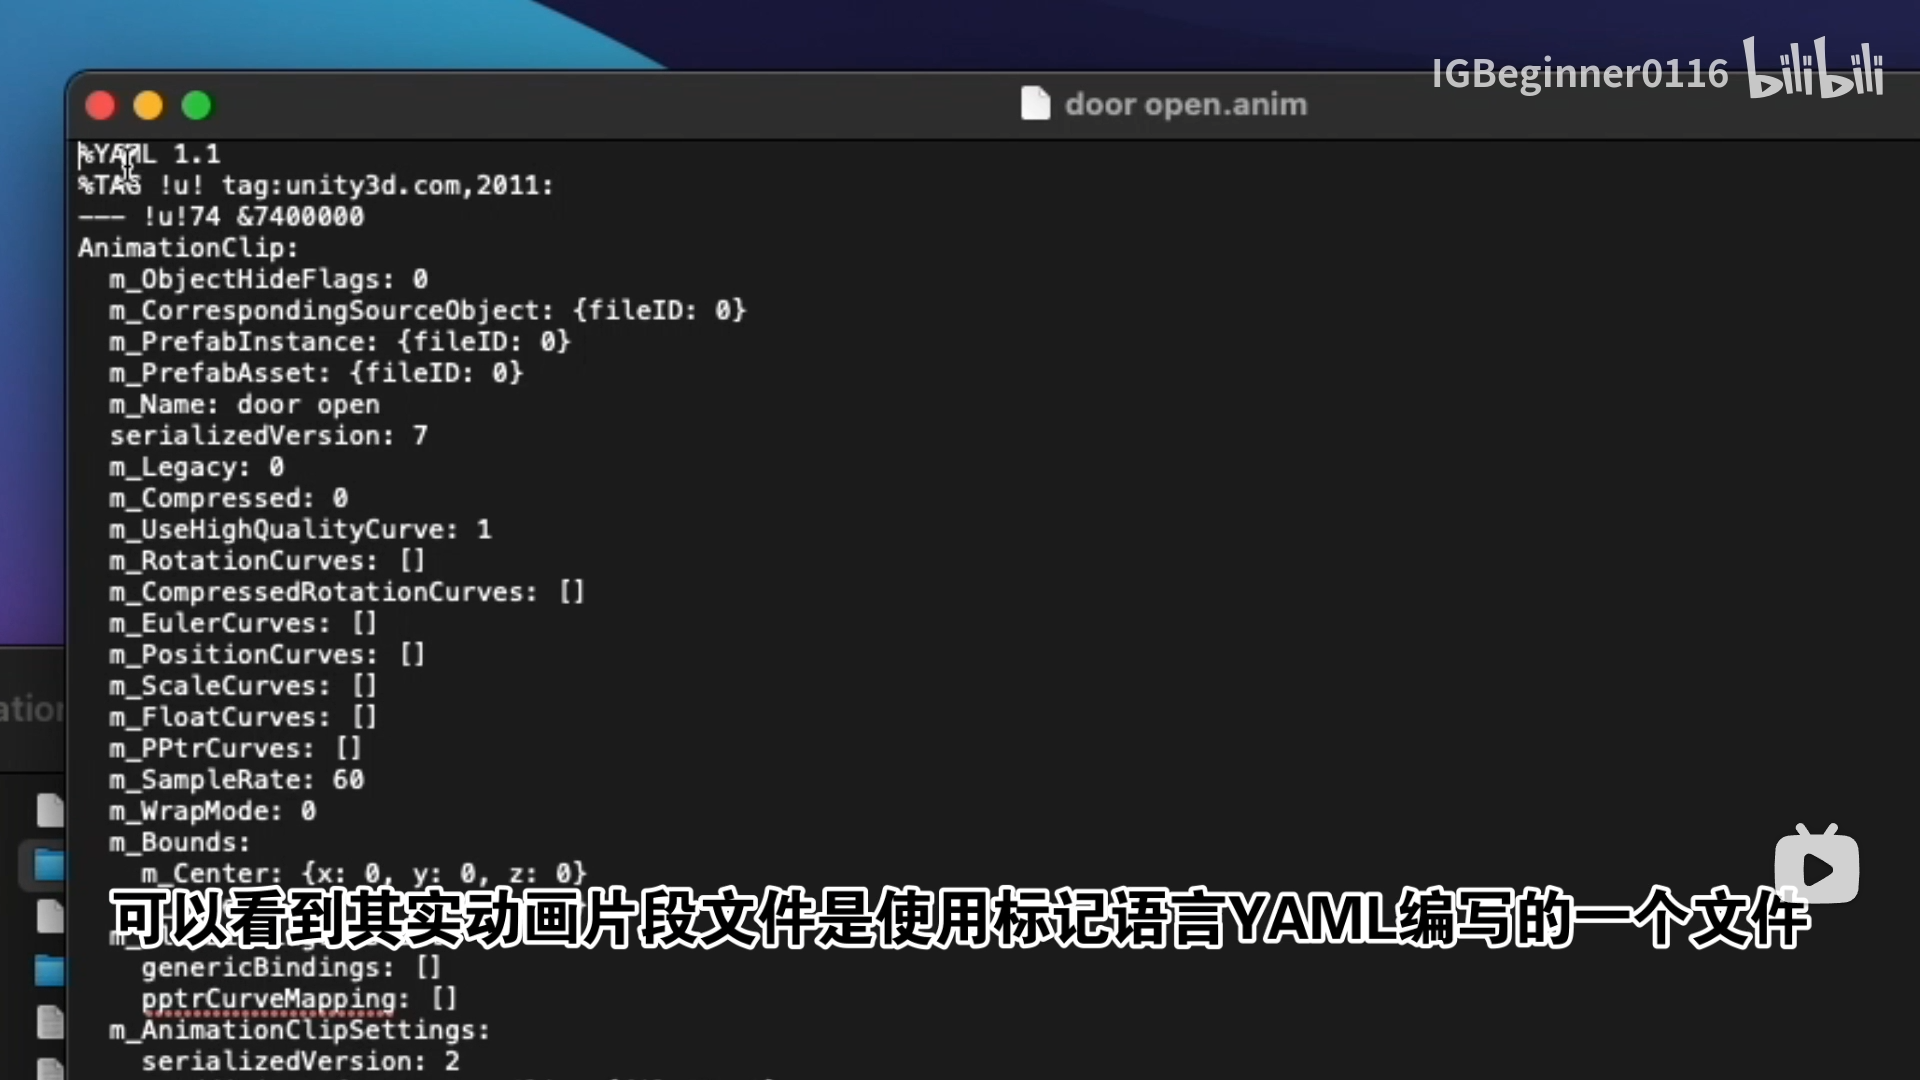 IGBeginner0116 bilibili
door open.anim
%YAML 1.1
%TAG !u! tag:unity3d.com,2011:
--- !u!74 &7400000
AnimationClip:
  m_ObjectHideFlags: 0
  m_CorrespondingSourceObject: {fileID: 0}
  m_PrefabInstance: {fileID: 0}
  m_PrefabAsset: {fileID: 0}
  m_Name: door open
  serializedVersion: 7
  m_Legacy: 0
  m_Compressed: 0
  m_UseHighQualityCurve: 1
  m_RotationCurves: []
  m_CompressedRotationCurves: []
  m_EulerCurves: []
  m_PositionCurves: []
  m_ScaleCurves: []
  m_FloatCurves: []
  m_PPtrCurves: []
  m_SampleRate: 60
  m_WrapMode: 0
  m_Bounds:
    m_Center: {x: 0, y: 0, z: 0}
可以看到其实动画片段文件是使用标记语言YAML编写的一个文件
    genericBindings: []
    pptrCurveMapping: []
  m_AnimationClipSettings:
    serializedVersion: 2